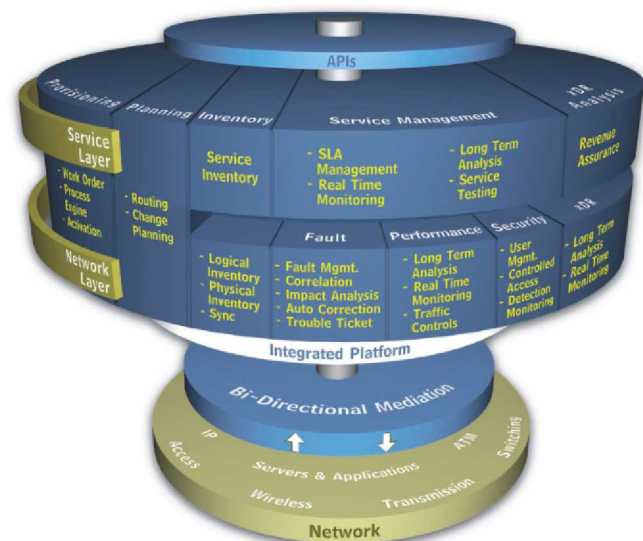 APIs
Provisioning
Planning
Inventory
Service Management
xDR
Analysis
Service
Layer
- Work Order
- Process
Engine
- Activation
- Routing
- Change
Planning
Service
Inventory
- SLA
Management
- Real Time
Monitoring
- Long Term
Analysis
- Service
Testing
Revenue
Assurance
Network
Layer
- Logical
Inventory
- Physical
Inventory
- Sync
Fault
- Fault Mgmt.
- Correlation
- Impact Analysis
- Auto Correction
- Trouble Ticket
Performance
- Long Term
Analysis
- Real Time
Monitoring
- Traffic
Controls
Security
- User
Mgmt.
- Controlled
Access
- Detection
Monitoring
xDR
- Long Term
Analysis
- Real Time
Monitoring
Integrated Platform
Bi-Directional Mediation
Access
IP
Servers & Applications
ATM
Switching
Wireless
Transmission
Network